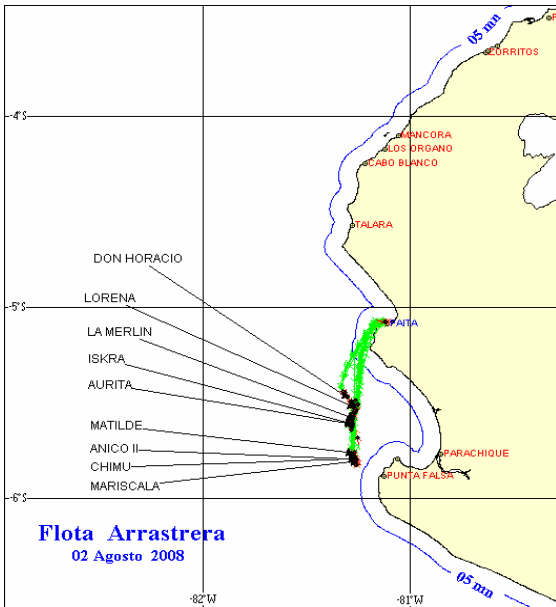 05 mn
P
ZORRITOS
-4°S
MANCORA
LOS ORGANO
CABO BLANCO
TALARA
DON HORACIO
LORENA
-5°S
PAITA
LA MERLIN
ISKRA
AURITA
MATILDE
ANICO II
PARACHIQUE
CHIMU
PUNTA FALSA
MARISCALA
-6°S
Flota Arrastrera
02 Agosto 2008
05 mn
-82°W
-81°W